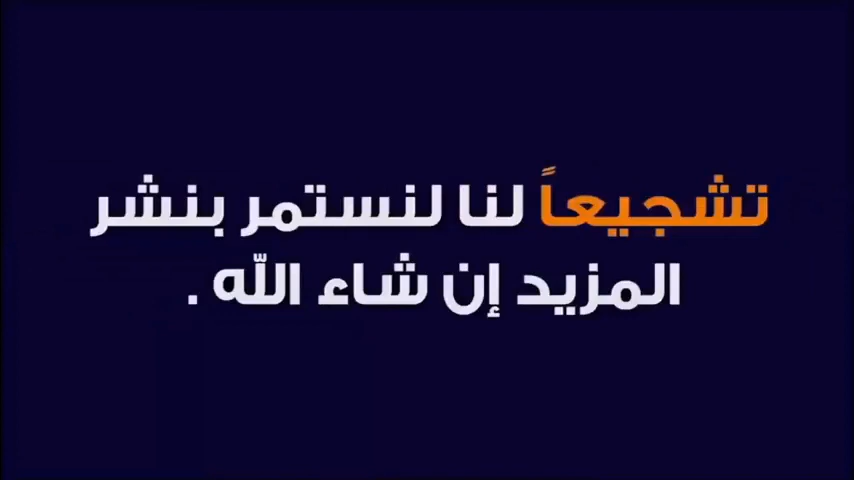 تشجيعاً لنا لنستمر بنشر
المزيد إن شاء الله .